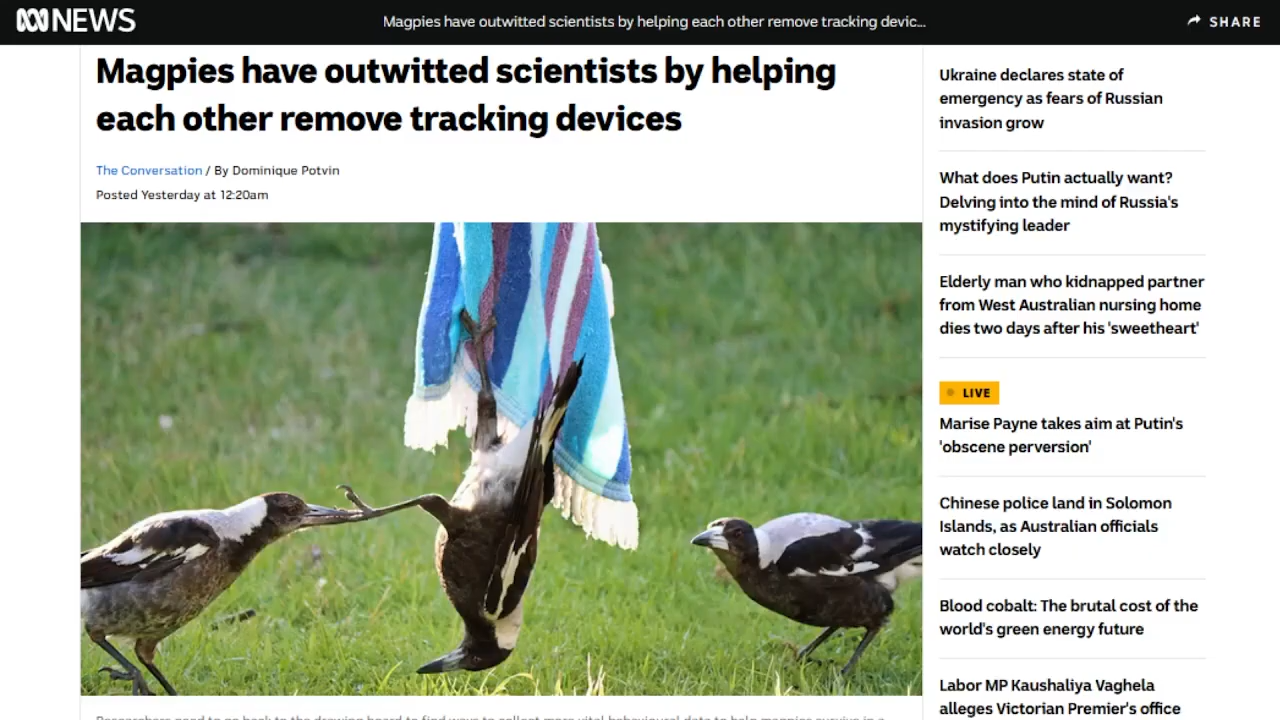 NEWS
Magpies have outwitted scientists by helping each other remove tracking devic...
SHARE
Magpies have outwitted scientists by helping
each other remove tracking devices
The Conversation / By Dominique Potvin
Posted Yesterday at 12:20am
Ukraine declares state of
emergency as fears of Russian
invasion grow
What does Putin actually want?
Delving into the mind of Russia's
mystifying leader
Elderly man who kidnapped partner
from West Australian nursing home
dies two days after his 'sweetheart'
LIVE
Marise Payne takes aim at Putin's
'obscene perversion'
Chinese police land in Solomon
Islands, as Australian officials
watch closely
Blood cobalt: The brutal cost of the
world's green energy future
Labor MP Kaushaliya Vaghela
alleges Victorian Premier's office